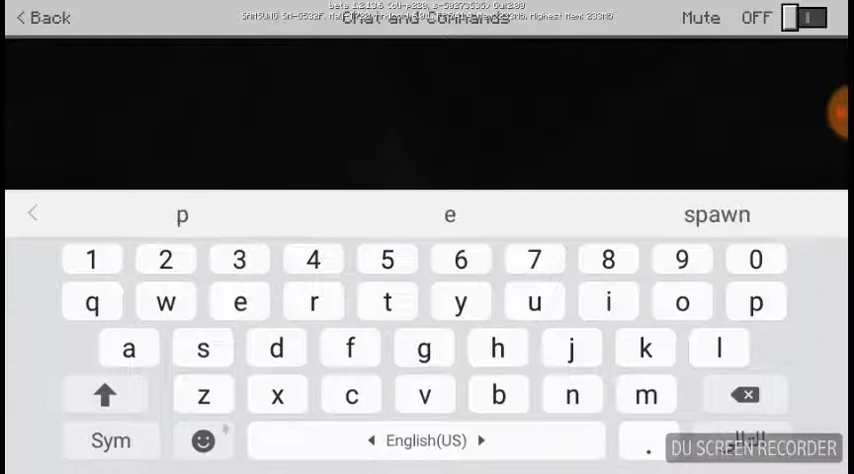 Back
Chat and Commands
Mute OFF
p e spawn
1 2 3 4 5 6 7 8 9 0
q w e r t y u i o p
a s d f g h j k l
z x c v b n m
Sym English(US) .
DU SCREEN RECORDER